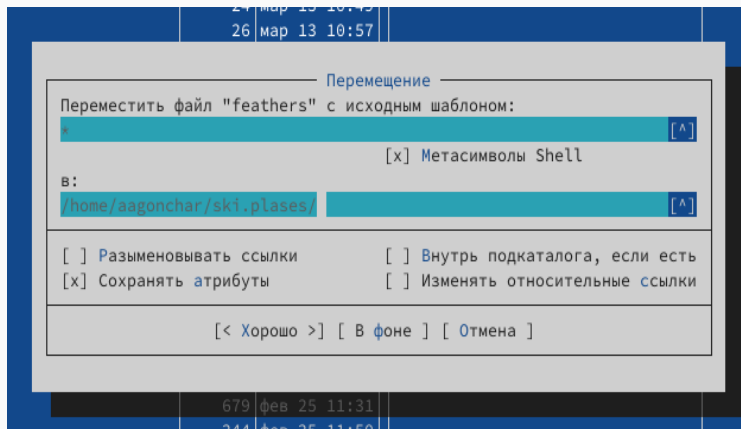 26 мар 13 10:57
Перемещение
Переместить файл "feathers" с исходным шаблоном:
* [^]
[x] Метасимволы Shell
в:
/home/aagonchar/ski.plases/ [^]
[ ] Разыменовывать ссылки [ ] Внутрь подкаталога, если есть
[x] Сохранять атрибуты [ ] Изменять относительные ссылки
[< Хорошо >] [ В фоне ] [ Отмена ]
679 фев 25 11:31